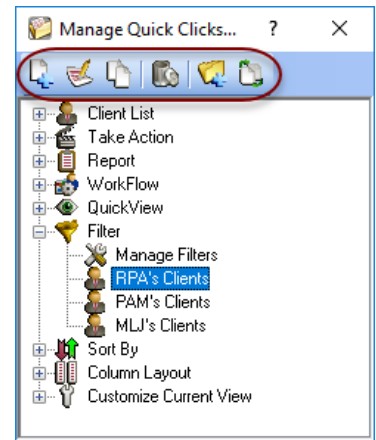 Manage Quick Clicks... ?
Client List
Take Action
Report
WorkFlow
QuickView
Filter
Manage Filters
RPA's Clients
PAM's Clients
MLJ's Clients
Sort By
Column Layout
Customize Current View